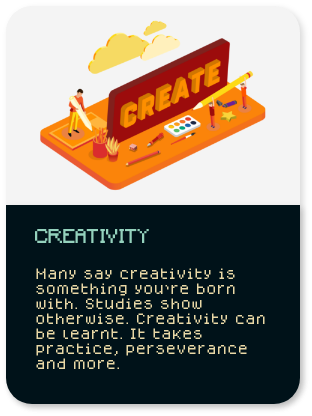 CREATE
CREATIVITY
Many say creativity is
something you're born
with. Studies show
otherwise. Creativity can
be learnt. It takes
practice, perseverance
and more.